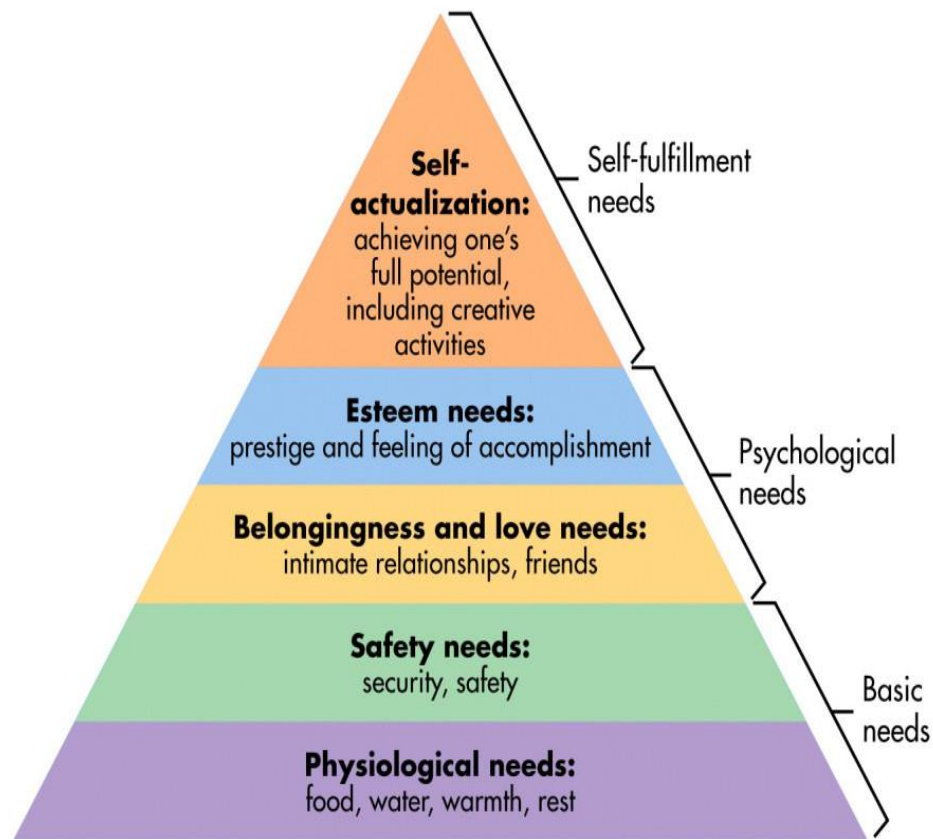 Self-
actualization:
achieving one's
full potential,
including creative
activities
Self-fulfillment
needs
Esteem needs:
prestige and feeling of accomplishment
Belongingness and love needs:
intimate relationships, friends
Psychological
needs
Safety needs:
security, safety
Physiological needs:
food, water, warmth, rest
Basic
needs